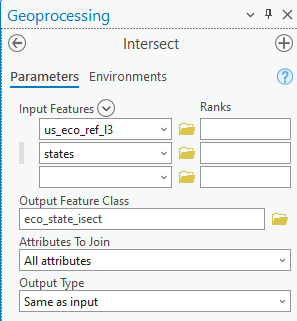 Geoprocessing
Intersect
Parameters Environments
Input Features Ranks
us_eco_ref_l3
states
Output Feature Class
eco_state_isect
Attributes To Join
All attributes
Output Type
Same as input